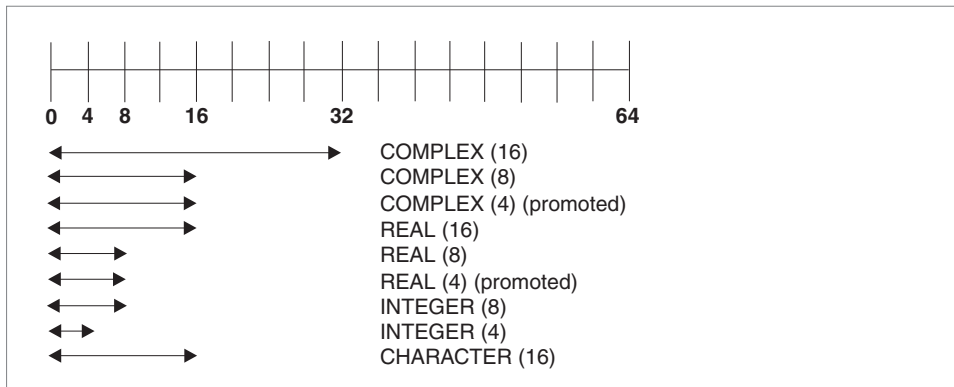 0 4 8 16 32 64
COMPLEX (16)
COMPLEX (8)
COMPLEX (4) (promoted)
REAL (16)
REAL (8)
REAL (4) (promoted)
INTEGER (8)
INTEGER (4)
CHARACTER (16)